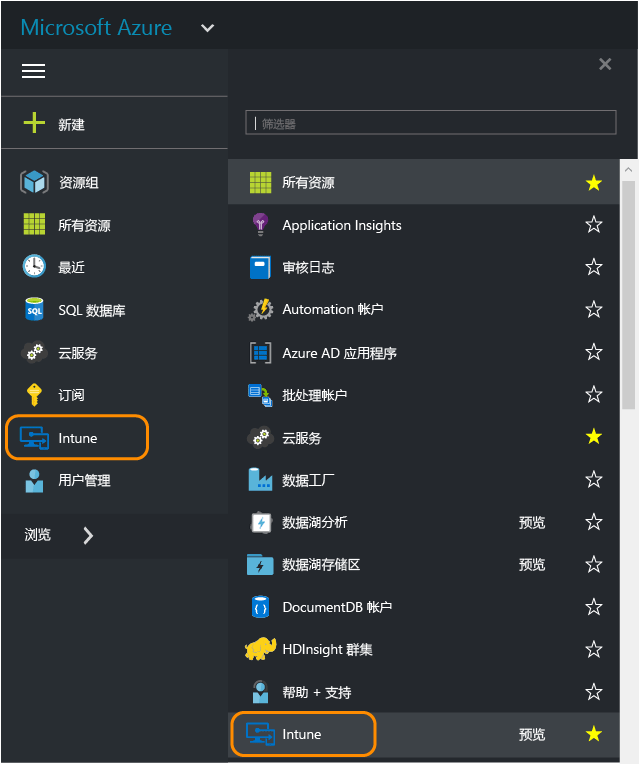 Microsoft Azure
新建
资源组
所有资源
最近
SQL 数据库
云服务
订阅
Intune
用户管理
浏览
筛选器
所有资源
Application Insights
审核日志
Automation 帐户
Azure AD 应用程序
批处理帐户
云服务
数据工厂
数据湖分析 预览
数据湖存储区 预览
DocumentDB 帐户
HDInsight 群集
帮助 + 支持
Intune 预览